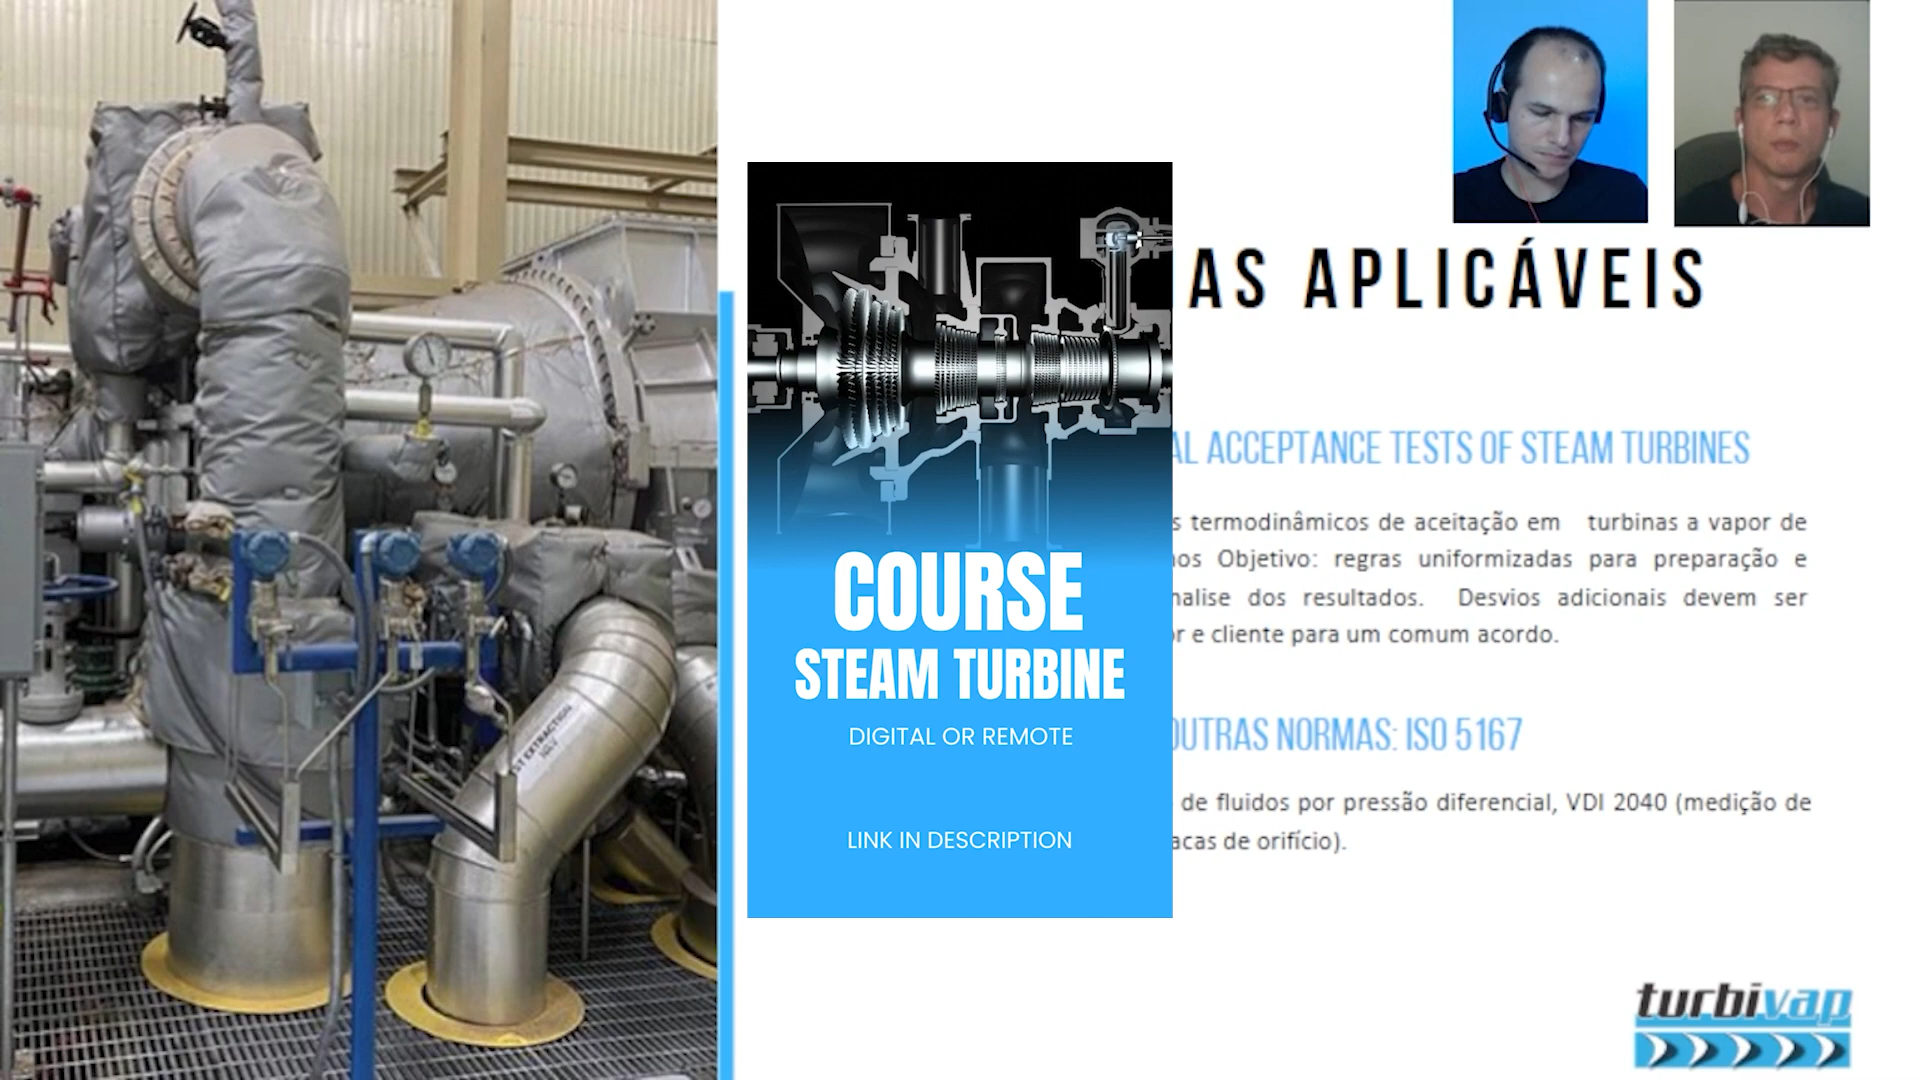 AS APLICÁVEIS
AL ACCEPTANCE TESTS OF STEAM TURBINES
s termodinâmicos de aceitação em turbinas a vapor de
nos Objetivo: regras uniformizadas para preparação e
nalise dos resultados. Desvios adicionais devem ser
or e cliente para um comum acordo.
OUTRAS NORMAS: ISO 5167
de fluidos por pressão diferencial, VDI 2040 (medição de
acas de orifício).
COURSE
STEAM TURBINE
DIGITAL OR REMOTE
LINK IN DESCRIPTION
ST EXTRACTION
turbivap